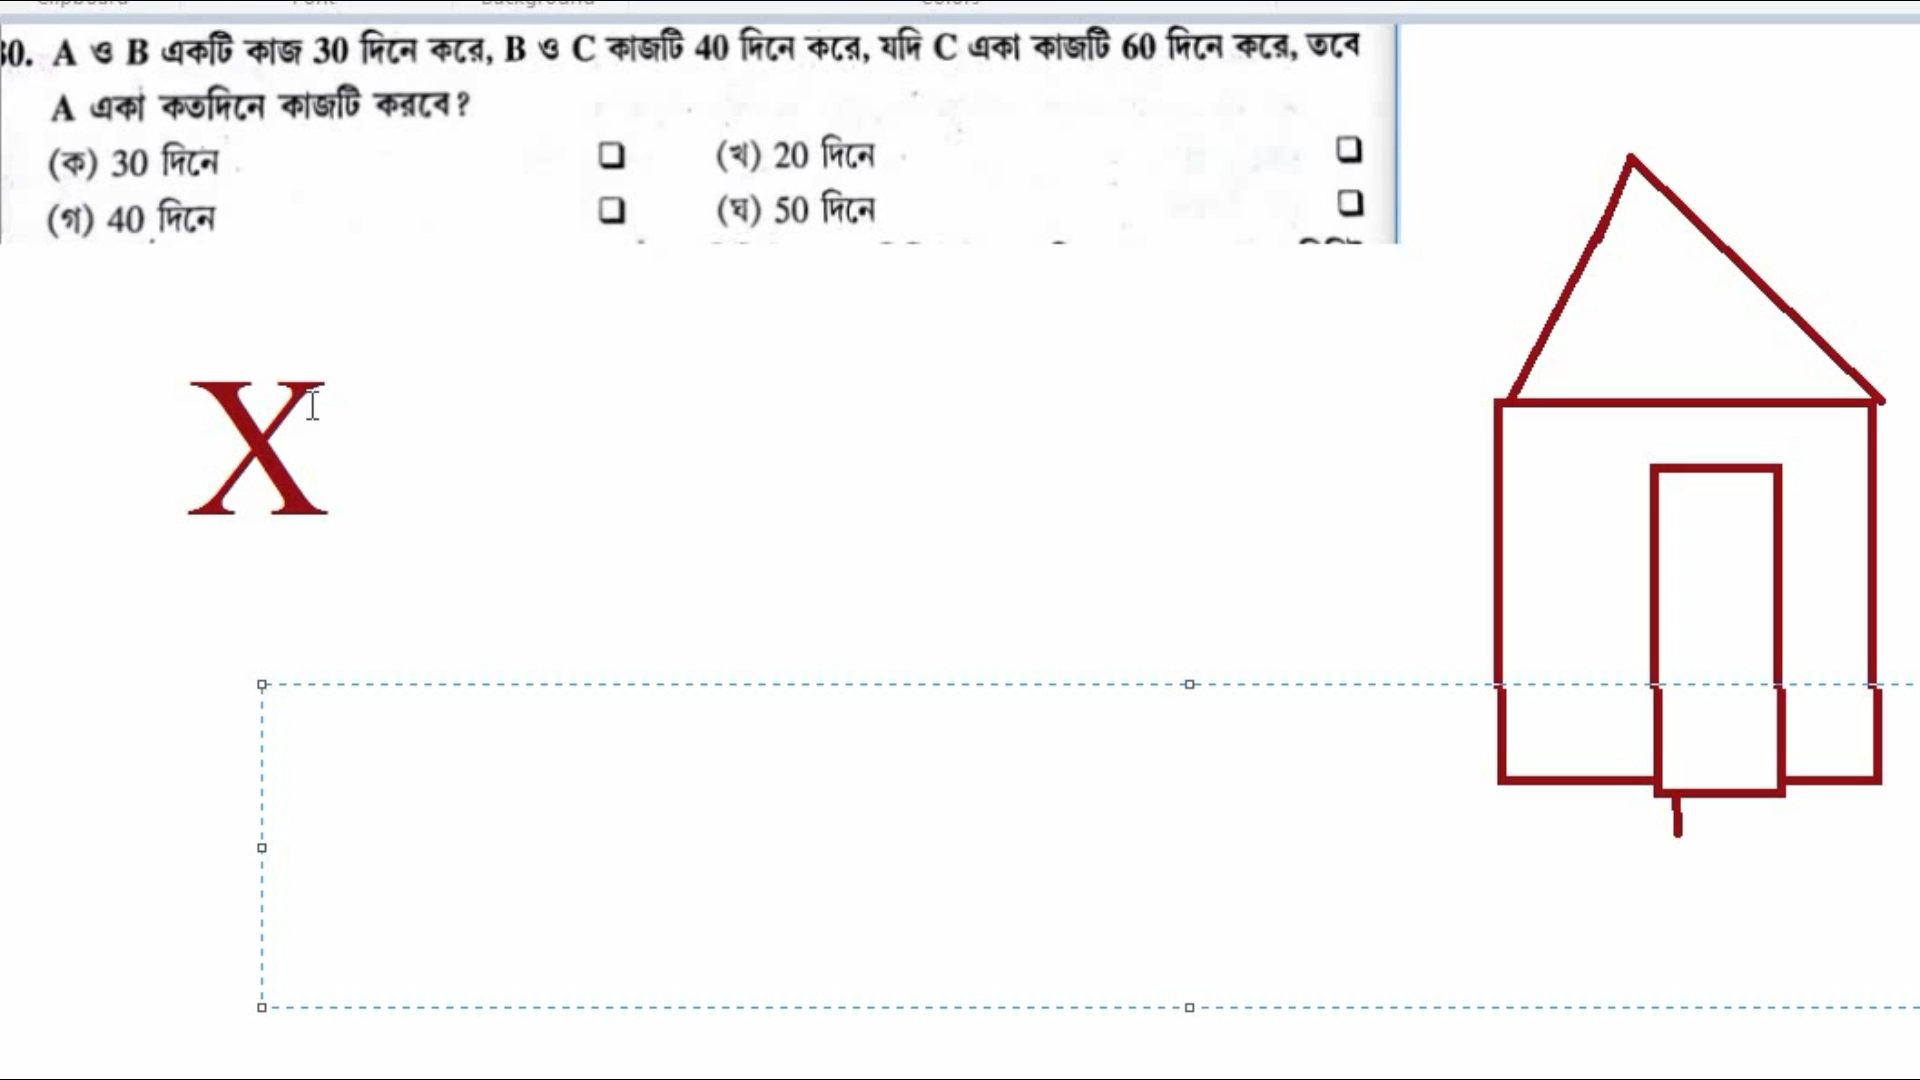 30. A ও B একটি কাজ 30 দিনে করে, B ও C কাজটি 40 দিনে করে, যদি C একা কাজটি 60 দিনে করে, তবে
A একা কতদিনে কাজটি করবে?
(ক) 30 দিনে (খ) 20 দিনে
(গ) 40 দিনে (ঘ) 50 দিনে
X